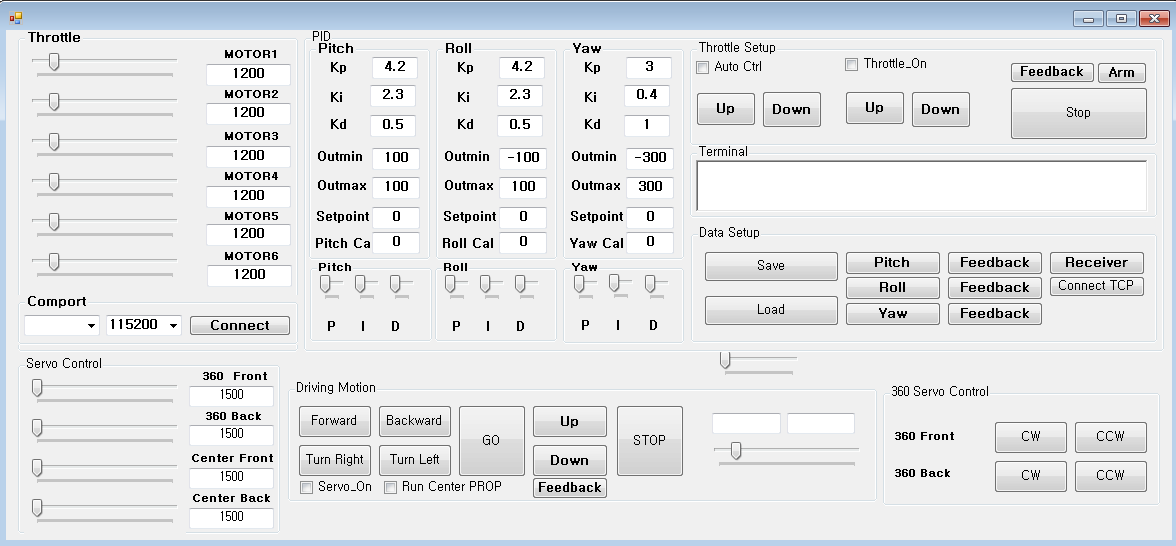 Throttle
MOTOR1
1200
MOTOR2
1200
MOTOR3
1200
MOTOR4
1200
MOTOR5
1200
MOTOR6
1200
Comport
115200 Connect
PID
Pitch Roll Yaw
Kp 4.2 Kp 4.2 Kp 3
Ki 2.3 Ki 2.3 Ki 0.4
Kd 0.5 Kd 0.5 Kd 1
Outmin 100 Outmin -100 Outmin -300
Outmax 100 Outmax 100 Outmax 300
Setpoint 0 Setpoint 0 Setpoint 0
Pitch Ca 0 Roll Cal 0 Yaw Cal 0
Pitch Roll Yaw
P I D P I D P I D
Throttle Setup
Auto Ctrl Throttle_On Feedback Arm
Up Down Up Down Stop
Terminal
Data Setup
Save Pitch Feedback Receiver
Roll Feedback Connect TCP
Load Yaw Feedback
Servo Control
360 Front
1500
360 Back
1500
Center Front
1500
Center Back
1500
Driving Motion
Forward Backward GO Up STOP
Turn Right Turn Left Down
Servo_On Run Center PROP Feedback
360 Servo Control
360 Front CW CCW
360 Back CW CCW